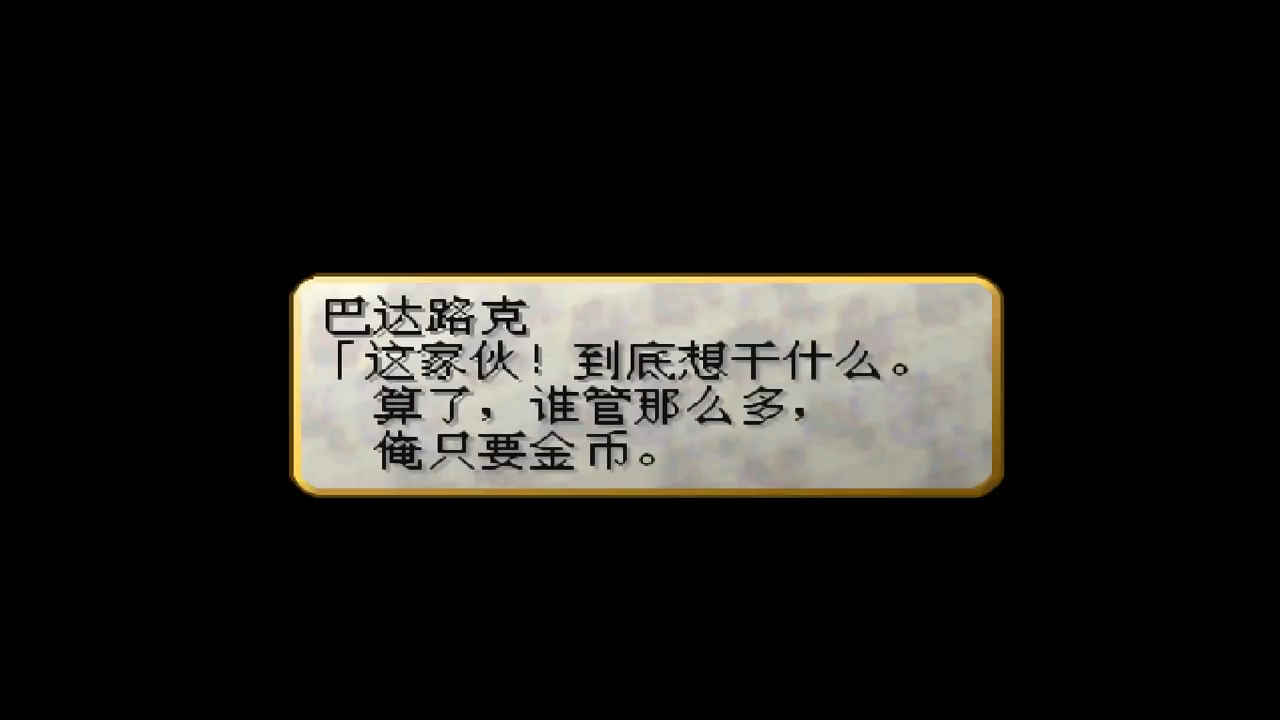 巴达路克
「这家伙！到底想干什么。
算了，谁管那么多，
俺只要金币。